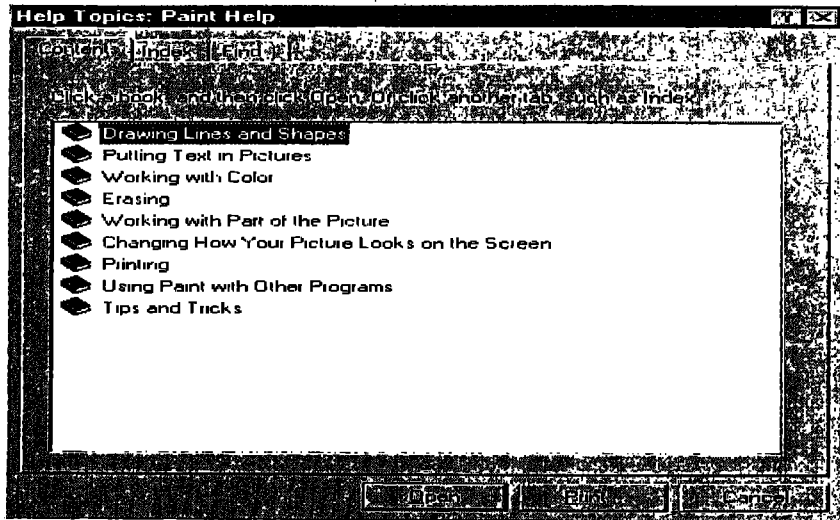 Help Topics: Paint Help
Contents Index Find
Click a book, and then click Open. Or click another tab, such as Index.
Drawing Lines and Shapes
Putting Text in Pictures
Working with Color
Erasing
Working with Part of the Picture
Changing How Your Picture Looks on the Screen
Printing
Using Paint with Other Programs
Tips and Tricks
Open Print... Cancel